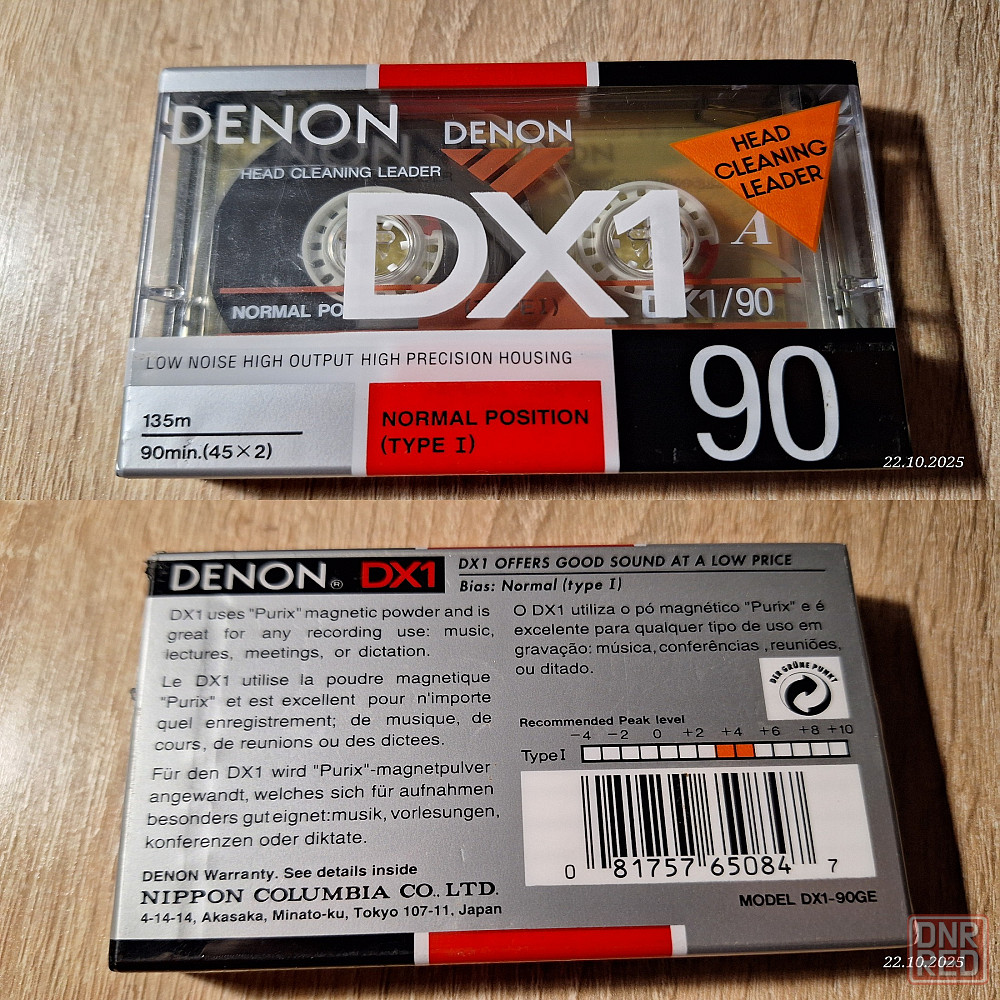 DENON
DENON
HEAD CLEANING LEADER
HEAD
CLEANING
LEADER
DX1
A
NORMAL PO
(TYPE I)
DX1/90
LOW NOISE HIGH OUTPUT HIGH PRECISION HOUSING
135m
90min.(45×2)
NORMAL POSITION
(TYPE I)
90
22.10.2025
DENON® DX1
DX1 OFFERS GOOD SOUND AT A LOW PRICE
Bias: Normal (type I)
DX1 uses "Purix" magnetic powder and is
great for any recording use: music,
lectures, meetings, or dictation.
Le DX1 utilise la poudre magnetique
"Purix" et est excellent pour n'importe
quel enregistrement; de musique, de
cours, de reunions ou des dictees.
Für den DX1 wird "Purix"-magnetpulver
angewandt, welches sich für aufnahmen
besonders gut eignet:musik, vorlesungen,
konferenzen oder diktate.
DENON Warranty. See details inside
NIPPON COLUMBIA CO., LTD.
4-14-14, Akasaka, Minato-ku, Tokyo 107-11, Japan
O DX1 utiliza o pó magnético "Purix" e é
excelente para qualquer tipo de uso em
gravação: música, conferências ,reuniões,
ou ditado.
DER GRÜNE PUNKT
Recommended Peak level
-4 -2 0 +2 +4 +6 +8 +10
Type I
0 81757 65084 7
MODEL DX1-90GE
DNR
RED
22.10.2025